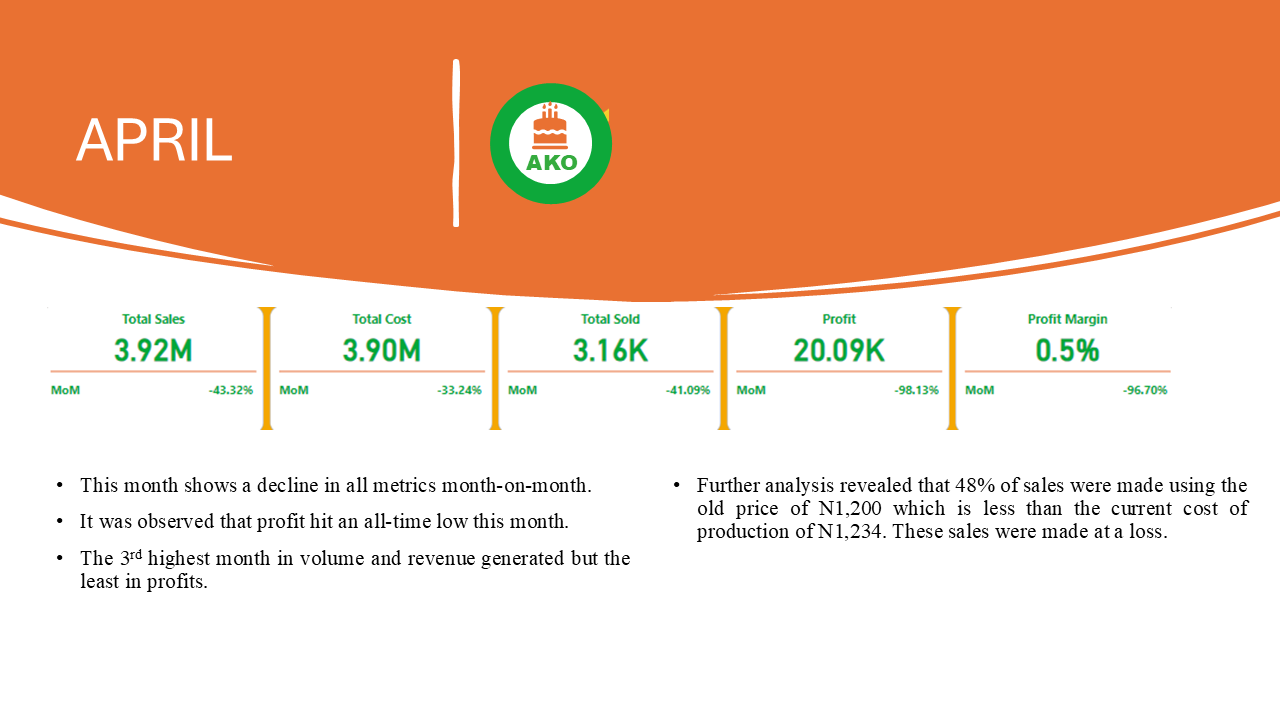 APRIL
AKO
Total Sales
3.92M
MoM -43.32%
Total Cost
3.90M
MoM -33.24%
Total Sold
3.16K
MoM -41.09%
Profit
20.09K
MoM -98.13%
Profit Margin
0.5%
MoM -96.70%
• This month shows a decline in all metrics month-on-month.
• It was observed that profit hit an all-time low this month.
• The 3rd highest month in volume and revenue generated but the
least in profits.
• Further analysis revealed that 48% of sales were made using the
old price of N1,200 which is less than the current cost of
production of N1,234. These sales were made at a loss.